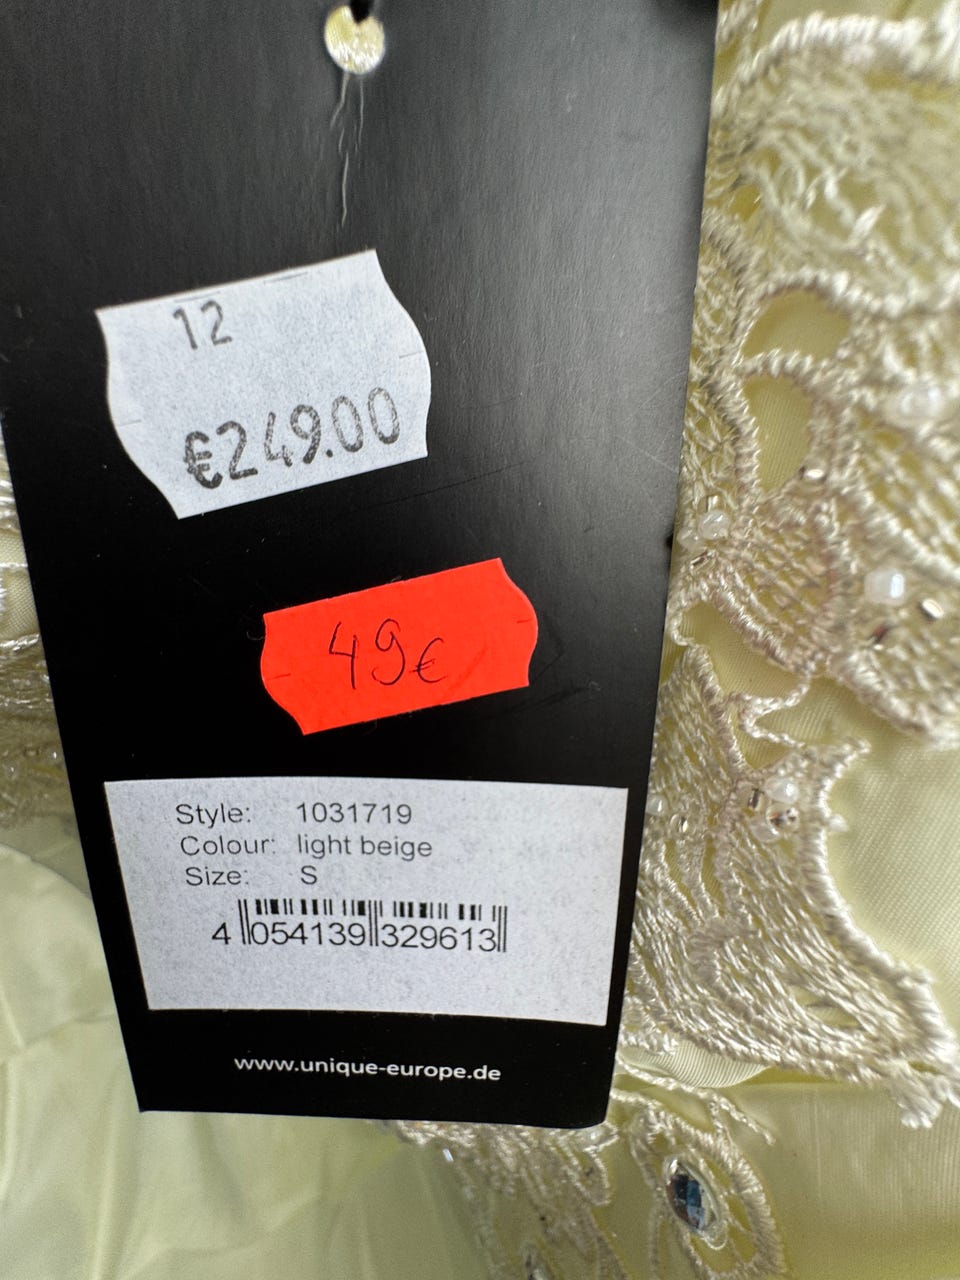 12
€249.00
49€
Style: 1031719
Colour: light beige
Size: S
4 054139 329613
www.unique-europe.de